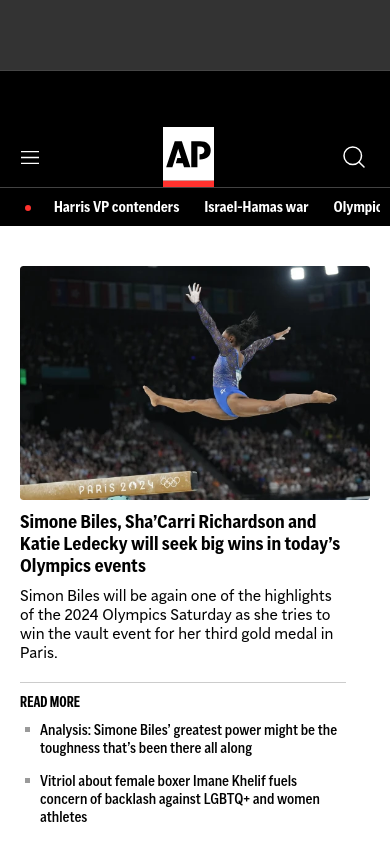 AP
Harris VP contenders Israel-Hamas war Olympic
PARIS 2024
Simone Biles, Sha’Carri Richardson and
Katie Ledecky will seek big wins in today’s
Olympics events
Simon Biles will be again one of the highlights
of the 2024 Olympics Saturday as she tries to
win the vault event for her third gold medal in
Paris.
READ MORE
Analysis: Simone Biles’ greatest power might be the
toughness that’s been there all along
Vitriol about female boxer Imane Khelif fuels
concern of backlash against LGBTQ+ and women
athletes